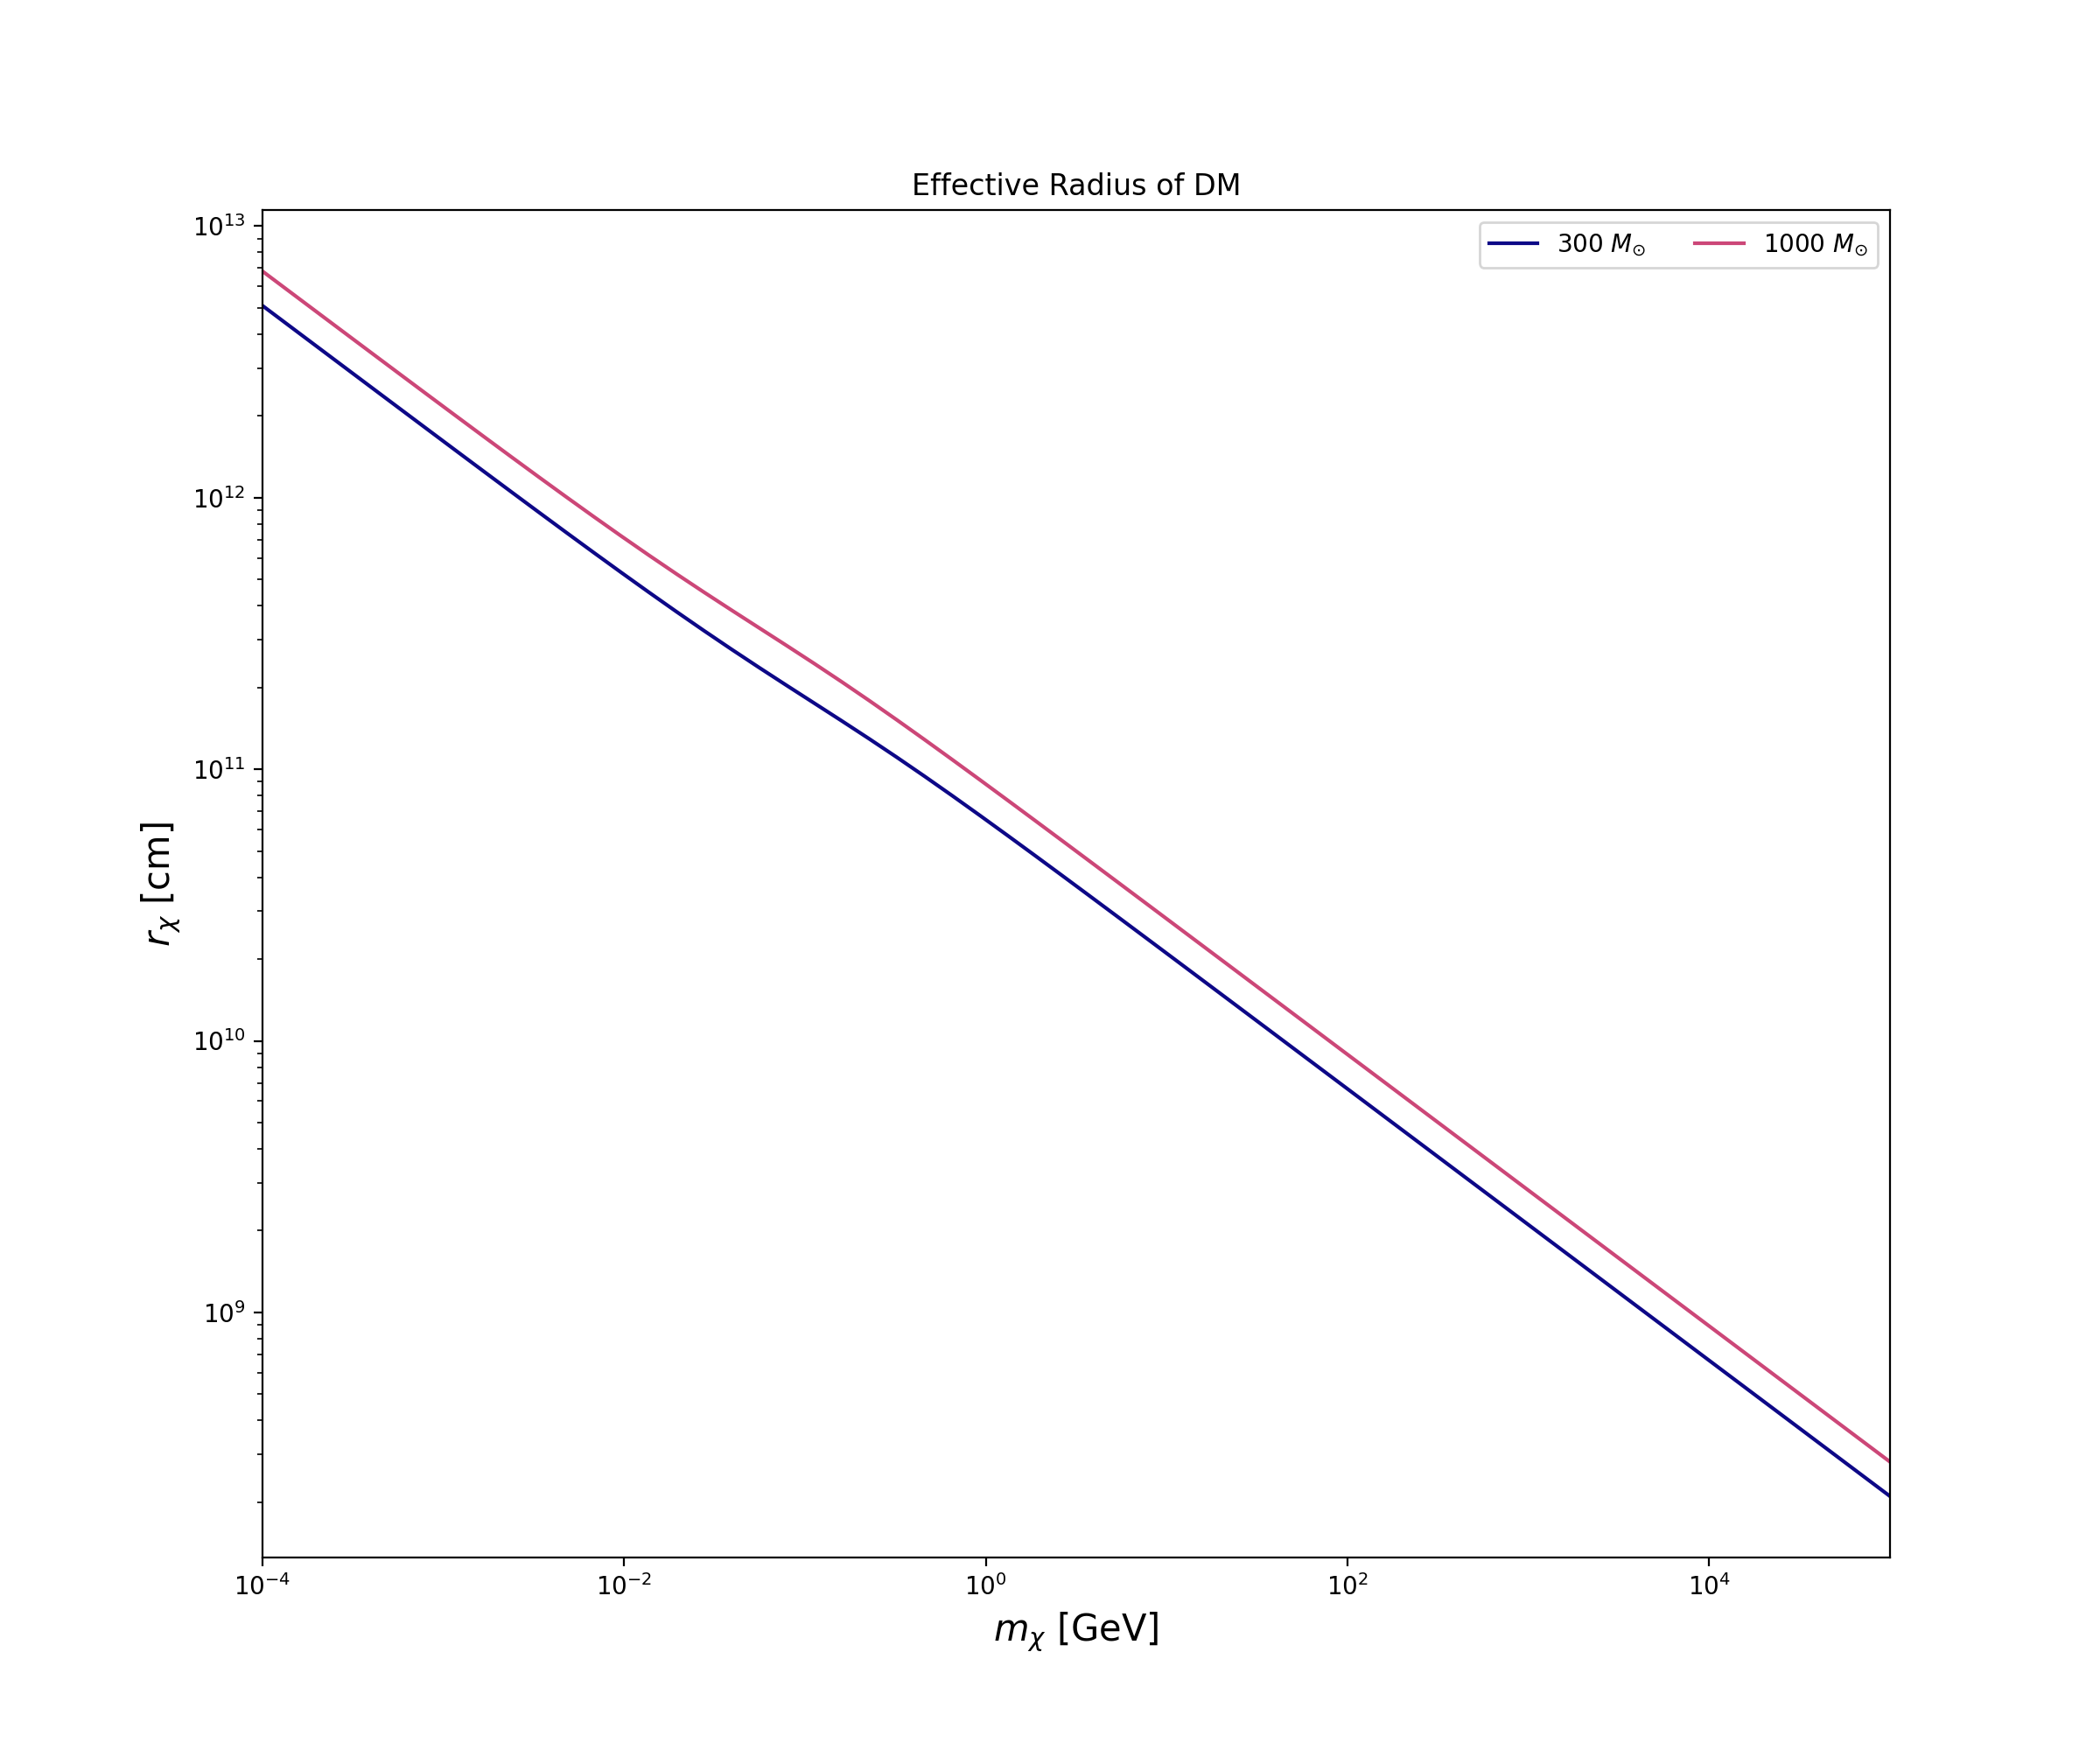 Effective Radius of DM
300 M☉ 1000 M☉
10¹³
10¹²
10¹¹
10¹⁰
10⁹
r_χ [cm]
10⁻⁴ 10⁻² 10⁰ 10² 10⁴
m_χ [GeV]